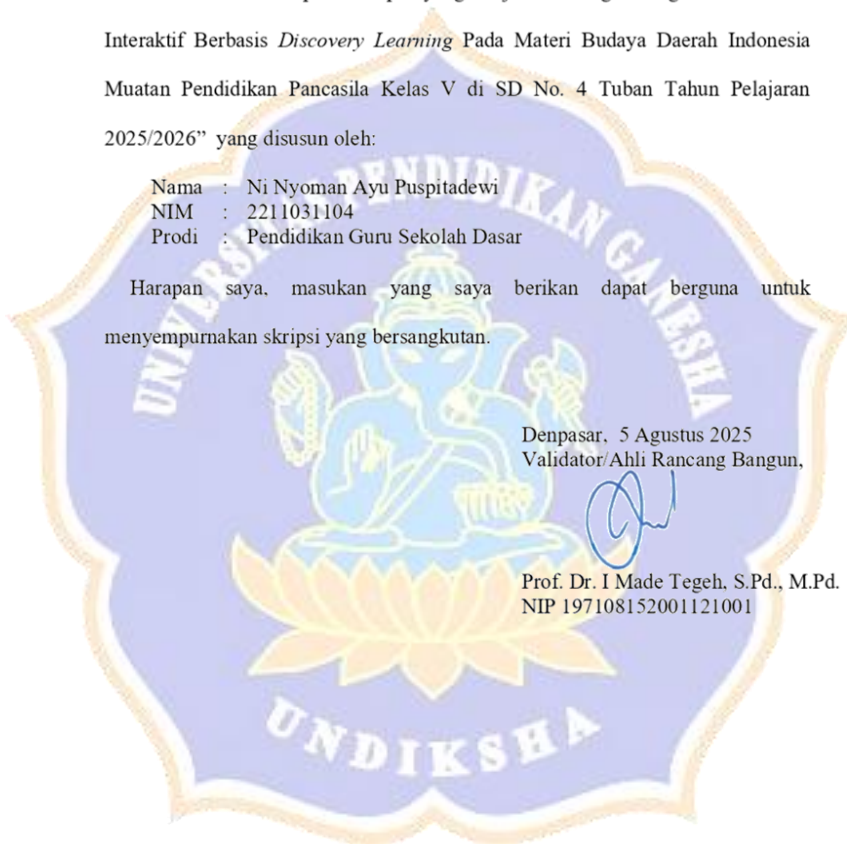 Interaktif Berbasis Discovery Learning Pada Materi Budaya Daerah Indonesia
Muatan Pendidikan Pancasila Kelas V di SD No. 4 Tuban Tahun Pelajaran
2025/2026” yang disusun oleh:
Nama : Ni Nyoman Ayu Puspitadewi
NIM : 2211031104
Prodi : Pendidikan Guru Sekolah Dasar
Harapan saya, masukan yang saya berikan dapat berguna untuk
menyempurnakan skripsi yang bersangkutan.
Denpasar, 5 Agustus 2025
Validator/Ahli Rancang Bangun,
Prof. Dr. I Made Tegeh, S.Pd., M.Pd.
NIP 197108152001121001
UNIVERSITAS PENDIDIKAN GANESHA
UNDIKSHA